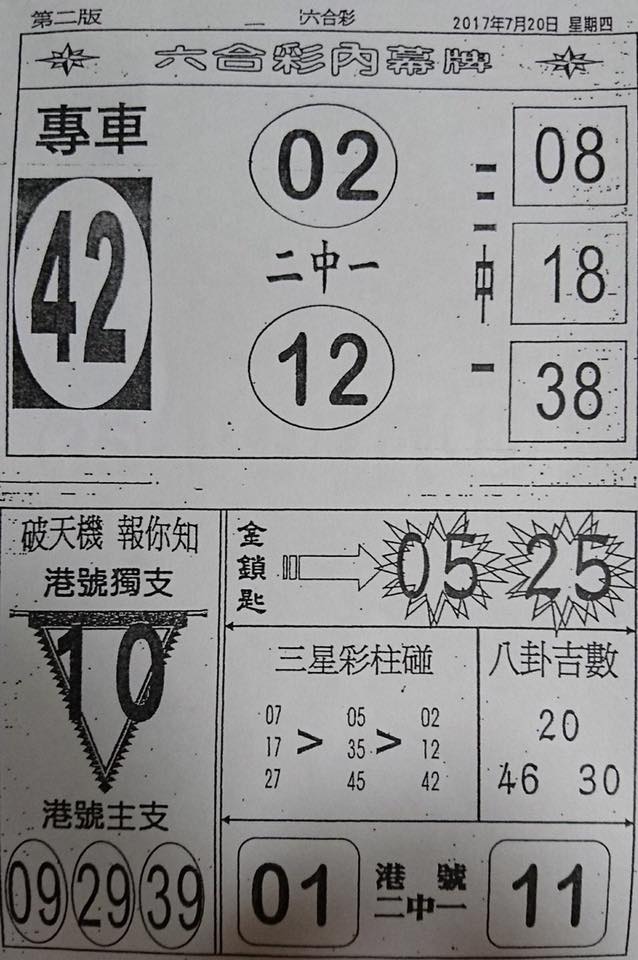 第二版 六合彩 2017年7月20日 星期四
六合彩內幕牌
專車
42
02
二中一
12
三中一
08
18
38
破天機 報你知
港號獨支
10
港號主支
09 29 39
金鎖匙
05 25
三星彩柱碰
07 05 02
17 > 35 > 12
27 45 42
八卦吉數
20
46 30
01
港號
二中一
11